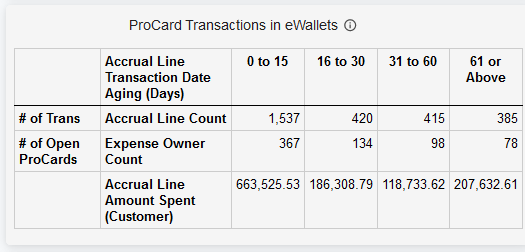 ProCard Transactions in eWallets
Accrual Line Transaction Date Aging (Days) 0 to 15 16 to 30 31 to 60 61 or Above
# of Trans Accrual Line Count 1,537 420 415 385
# of Open ProCards Expense Owner Count 367 134 98 78
Accrual Line Amount Spent (Customer) 663,525.53 186,308.79 118,733.62 207,632.61